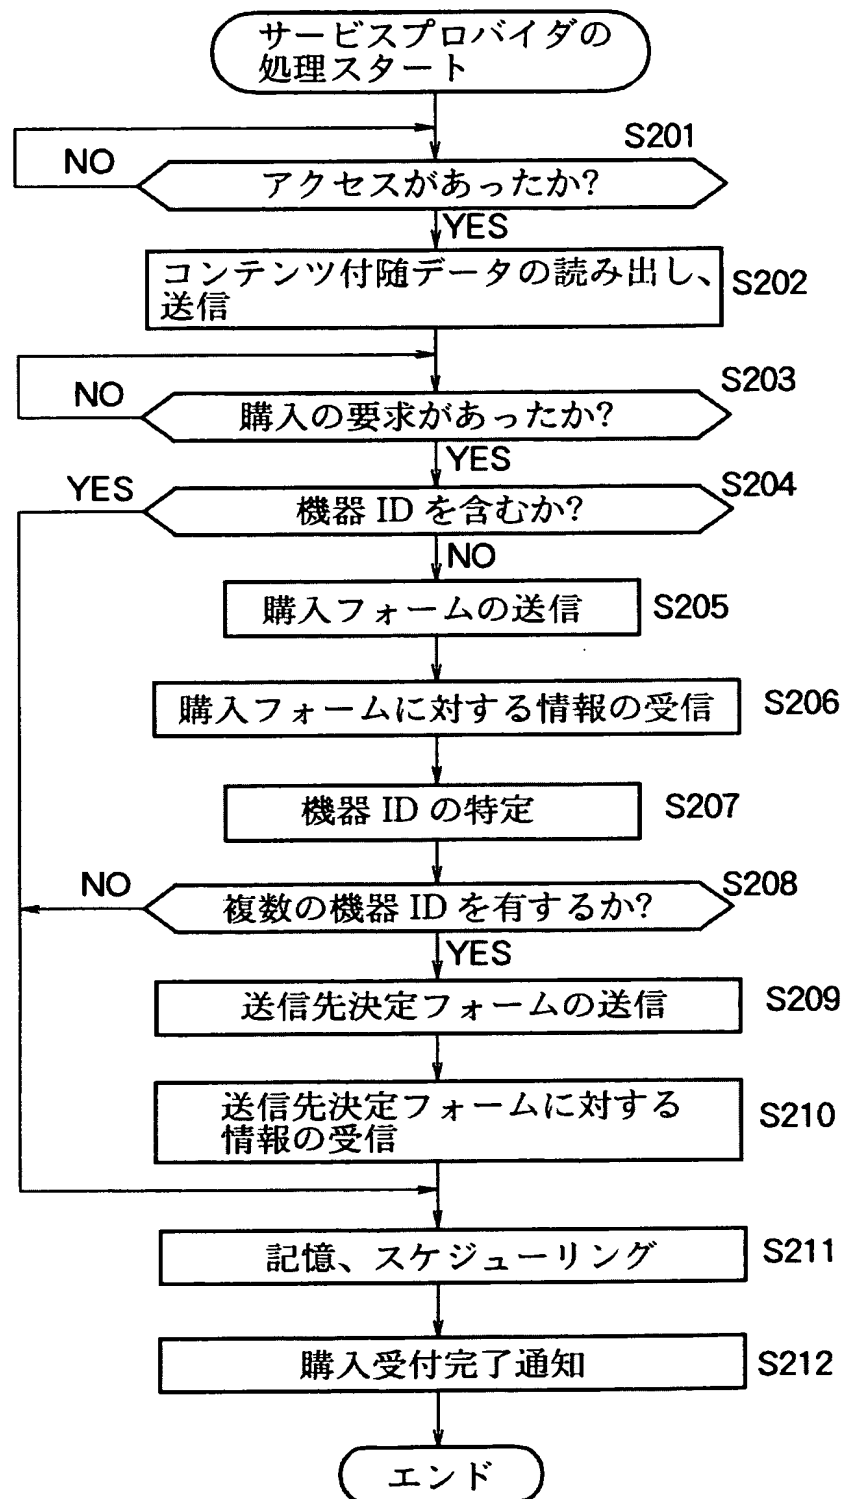 サービスプロバイダの
処理スタート
S201
NO
アクセスがあったか?
YES
コンテンツ付随データの読み出し、
送信
S202
S203
NO
購入の要求があったか?
YES
S204
YES
機器 ID を含むか?
NO
購入フォームの送信
S205
購入フォームに対する情報の受信
S206
機器 ID の特定
S207
S208
NO
複数の機器 ID を有するか?
YES
送信先決定フォームの送信
S209
送信先決定フォームに対する
情報の受信
S210
記憶、スケジューリング
S211
購入受付完了通知
S212
エンド